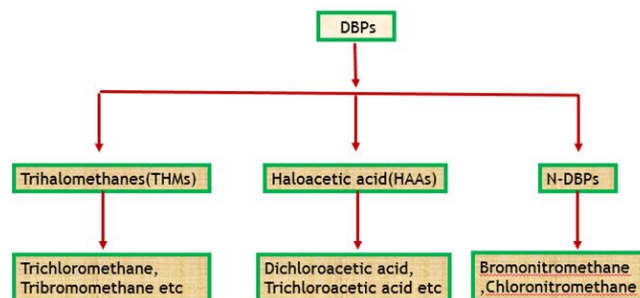 DBPs
Trihalomethanes(THMs)
Haloacetic acid(HAAs)
N-DBPs
Trichloromethane,
Tribromomethane etc
Dichloroacetic acid,
Trichloroacetic acid etc
Bromonitromethane
,Chloronitromethane